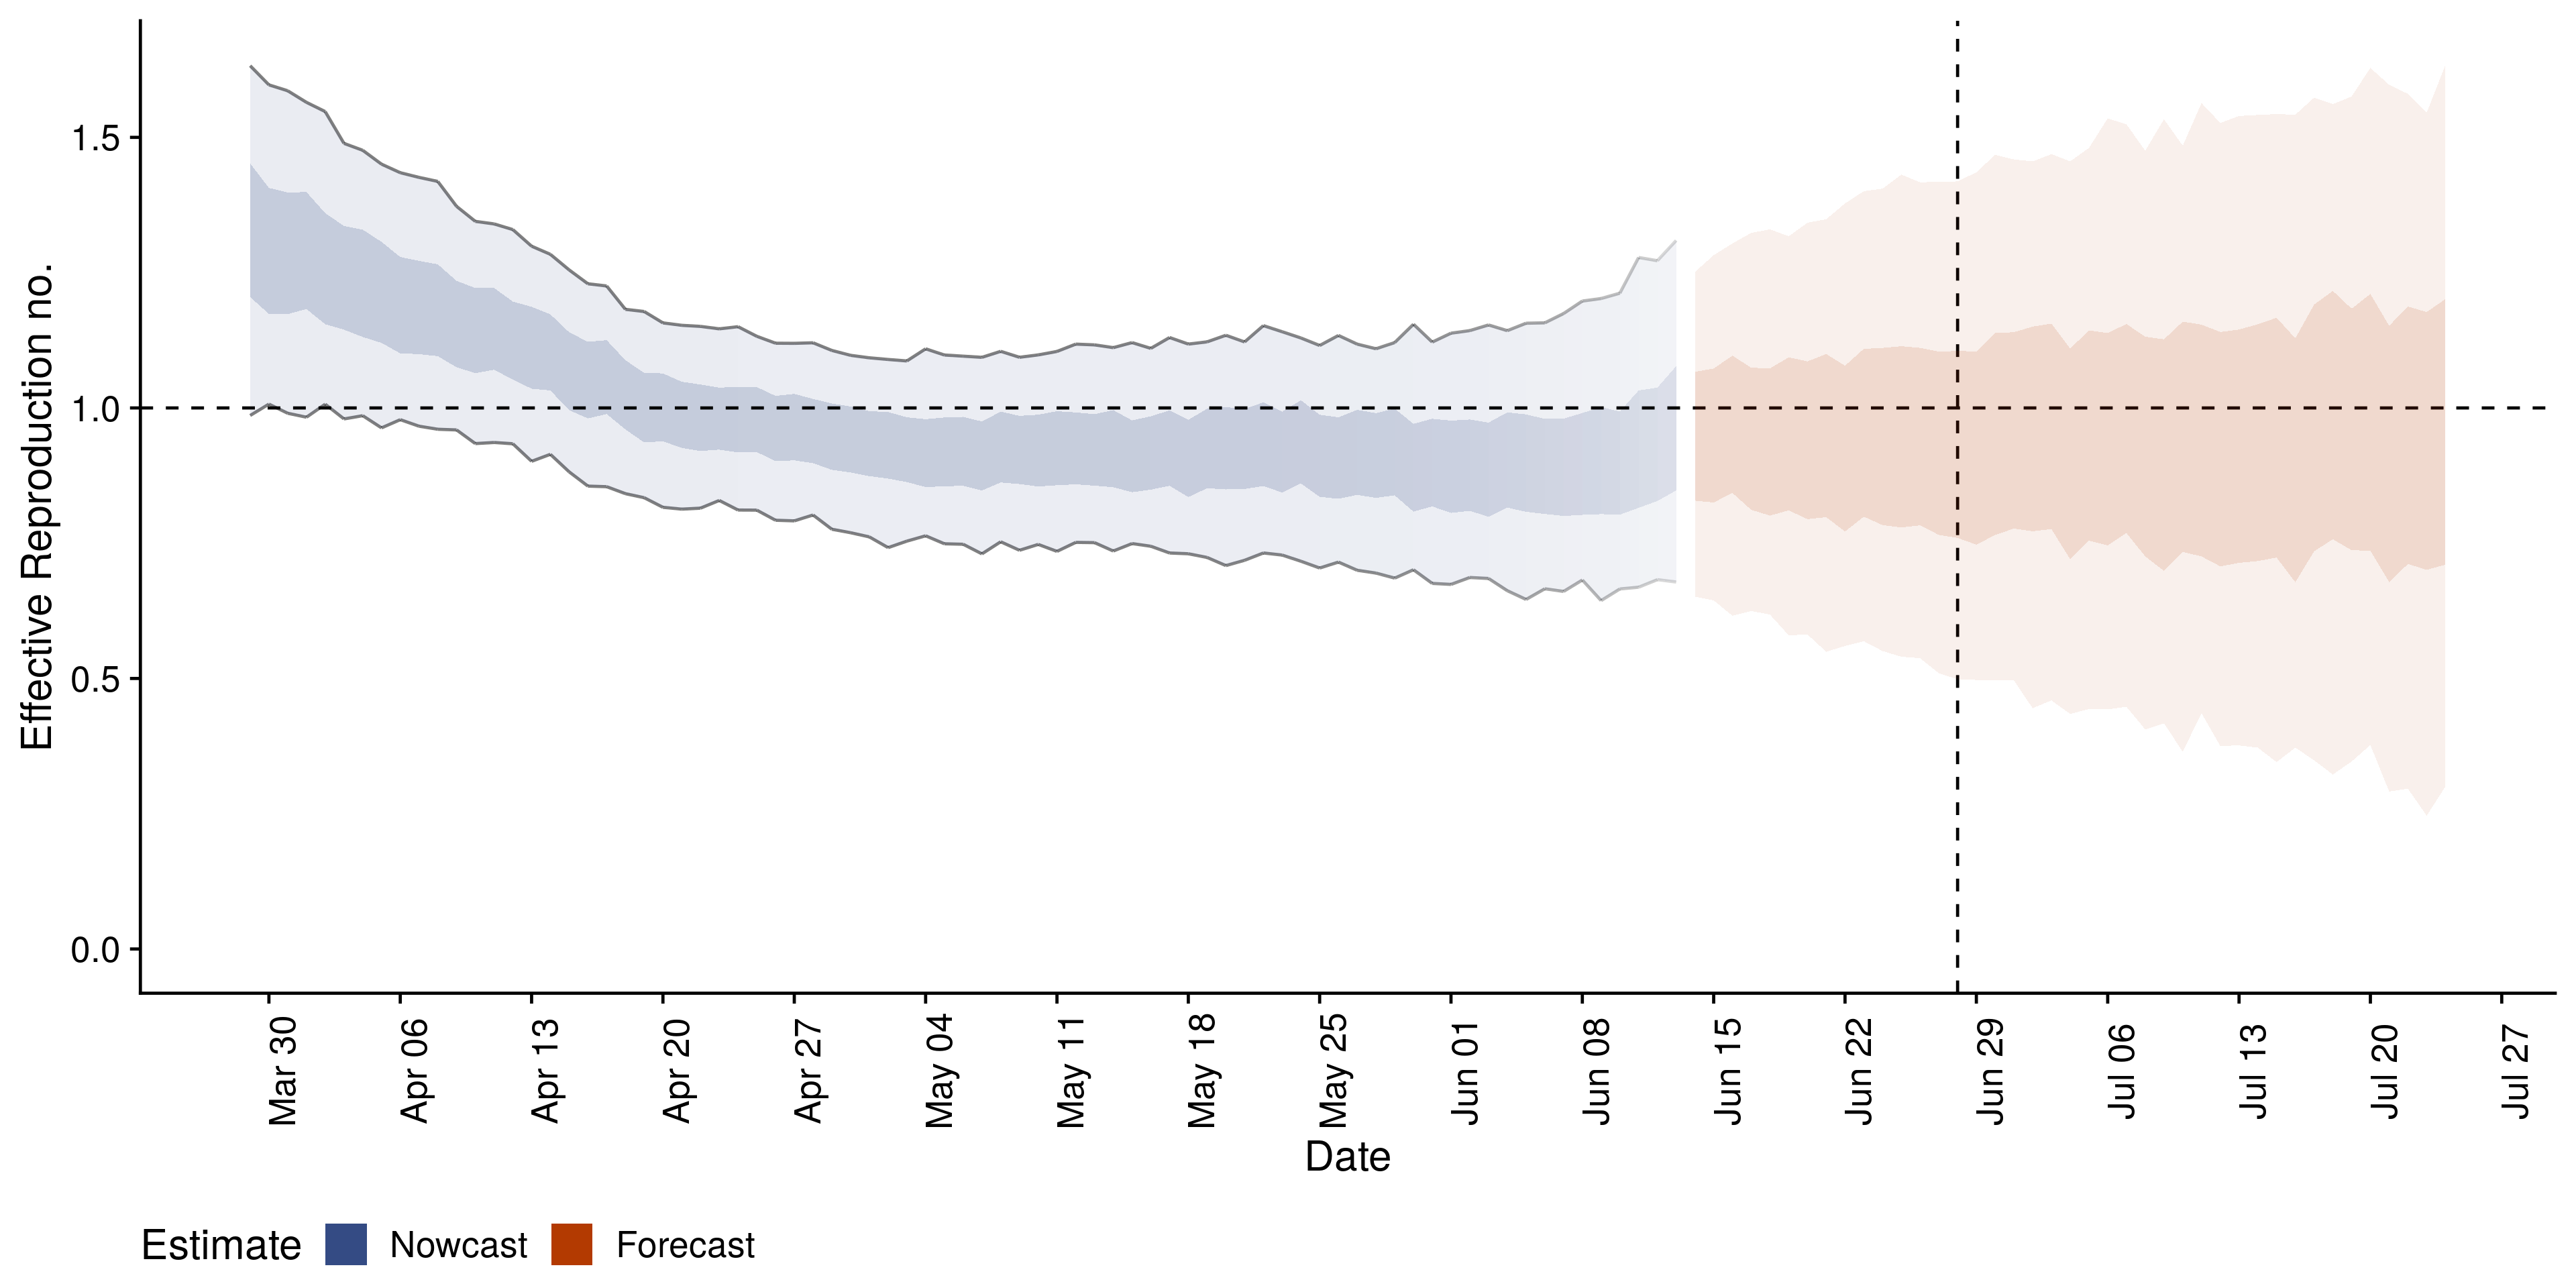 Effective Reproduction no.
1.5
1.0
0.5
0.0
Mar 30
Apr 06
Apr 13
Apr 20
Apr 27
May 04
May 11
May 18
May 25
Jun 01
Jun 08
Jun 15
Jun 22
Jun 29
Jul 06
Jul 13
Jul 20
Jul 27
Date
Estimate Nowcast Forecast